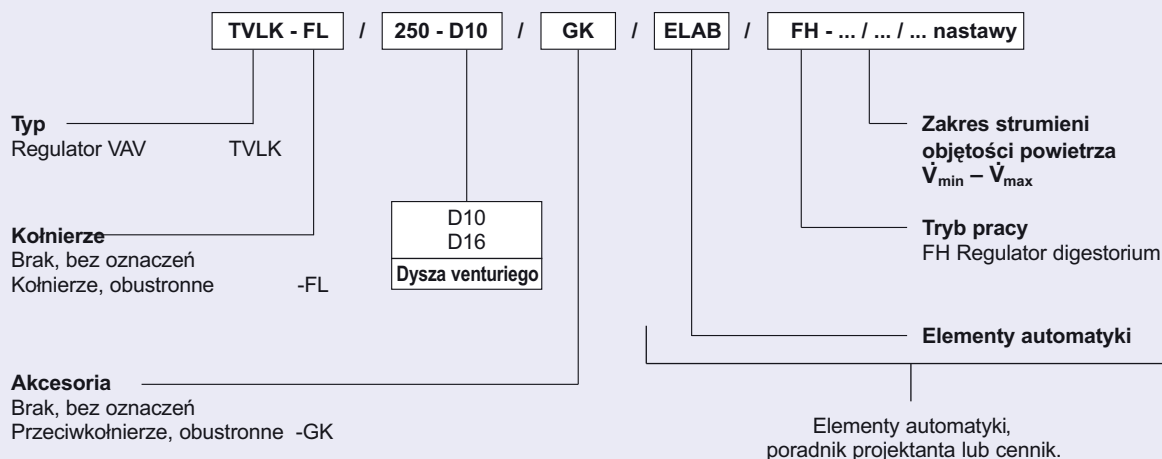 TVLK - FL / 250 - D10 / GK / ELAB / FH - ... / ... / ... nastawy
Typ
Regulator VAV TVLK
Kołnierze
Brak, bez oznaczeń
Kołnierze, obustronne -FL
Akcesoria
Brak, bez oznaczeń
Przeciwkołnierze, obustronne -GK
D10
D16
Dysza venturiego
Zakres strumieni
objętości powietrza
V̇min – V̇max
Tryb pracy
FH Regulator digestorium
Elementy automatyki
Elementy automatyki,
poradnik projektanta lub cennik.